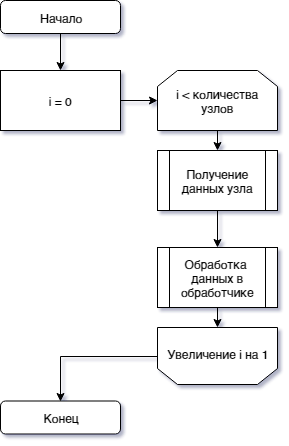 Начало
i = 0
i < количества
узлов
Получение
данных узла
Обработка
данных в
обработчике
Увеличение i на 1
Конец